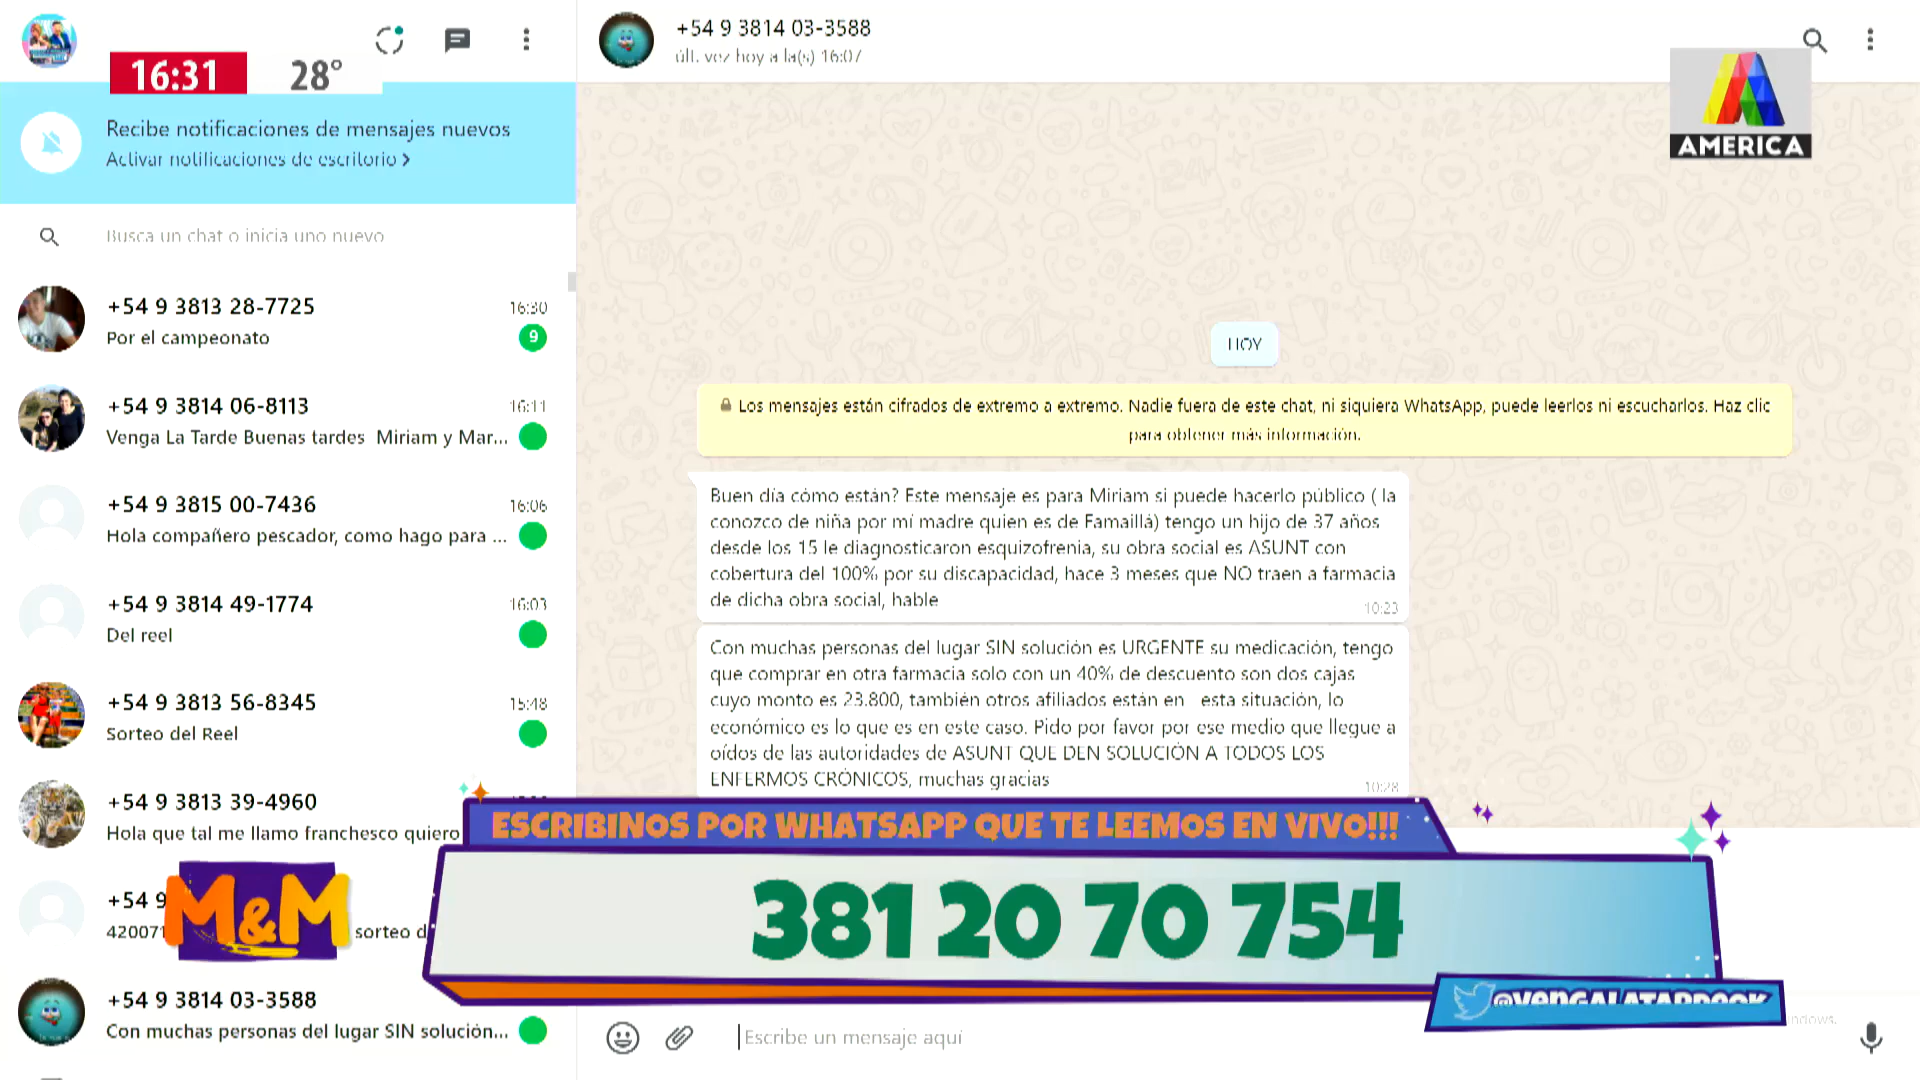 16:31
28°
Recibe notificaciones de mensajes nuevos
Activar notificaciones de escritorio >
Busca un chat o inicia uno nuevo
+54 9 3813 28-7725
16:30
Por el campeonato
9
+54 9 3814 06-8113
16:11
Venga La Tarde Buenas tardes Miriam y Mar...
+54 9 3815 00-7436
16:06
Hola compañero pescador, como hago para ...
+54 9 3814 49-1774
16:03
Del reel
+54 9 3813 56-8345
15:48
Sorteo del Reel
+54 9 3813 39-4960
Hola que tal me llamo franchesco quiero
+54 9
sorteo d
M&M
+54 9 3814 03-3588
Con muchas personas del lugar SIN solución...
+54 9 3814 03-3588
últ. vez hoy a la(s) 16:07
AMERICA
HOY
Los mensajes están cifrados de extremo a extremo. Nadie fuera de este chat, ni siquiera WhatsApp, puede leerlos ni escucharlos. Haz clic
para obtener más información.
Buen día cómo están? Este mensaje es para Miriam si puede hacerlo público ( la
conozco de niña por mí madre quien es de Famaillá) tengo un hijo de 37 años
desde los 15 le diagnosticaron esquizofrenia, su obra social es ASUNT con
cobertura del 100% por su discapacidad, hace 3 meses que NO traen a farmacia
de dicha obra social, hable
10:23
Con muchas personas del lugar SIN solución es URGENTE su medicación, tengo
que comprar en otra farmacia solo con un 40% de descuento son dos cajas
cuyo monto es 23.800, también otros afiliados están en esta situación, lo
económico es lo que es en este caso. Pido por favor por ese medio que llegue a
oídos de las autoridades de ASUNT QUE DEN SOLUCIÓN A TODOS LOS
ENFERMOS CRÓNICOS, muchas gracias
10:28
ESCRIBINOS POR WHATSAPP QUE TE LEEMOS EN VIVO!!!
381 20 70 754
Escribe un mensaje aquí